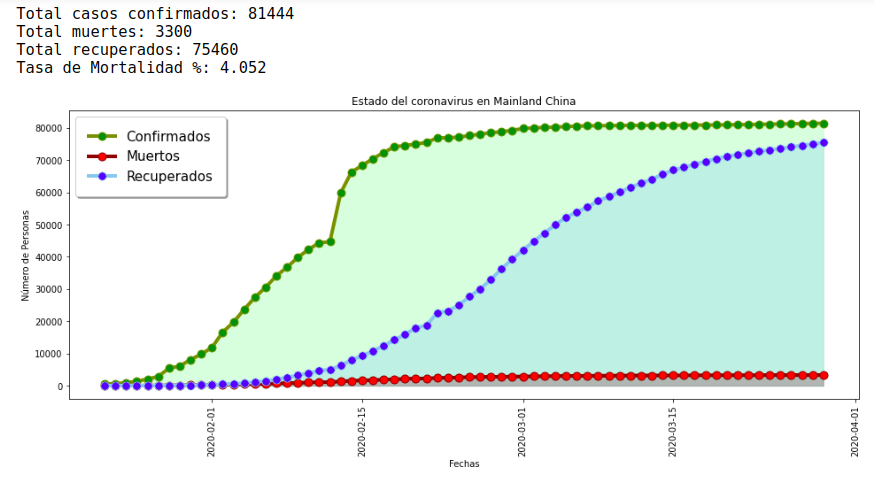 Total casos confirmados: 81444
Total muertes: 3300
Total recuperados: 75460
Tasa de Mortalidad %: 4.052
Estado del coronavirus en Mainland China
Confirmados
Muertos
Recuperados
Número de Personas
80000
70000
60000
50000
40000
30000
20000
10000
0
2020-02-01
2020-02-15
2020-03-01
2020-03-15
2020-04-01
Fechas